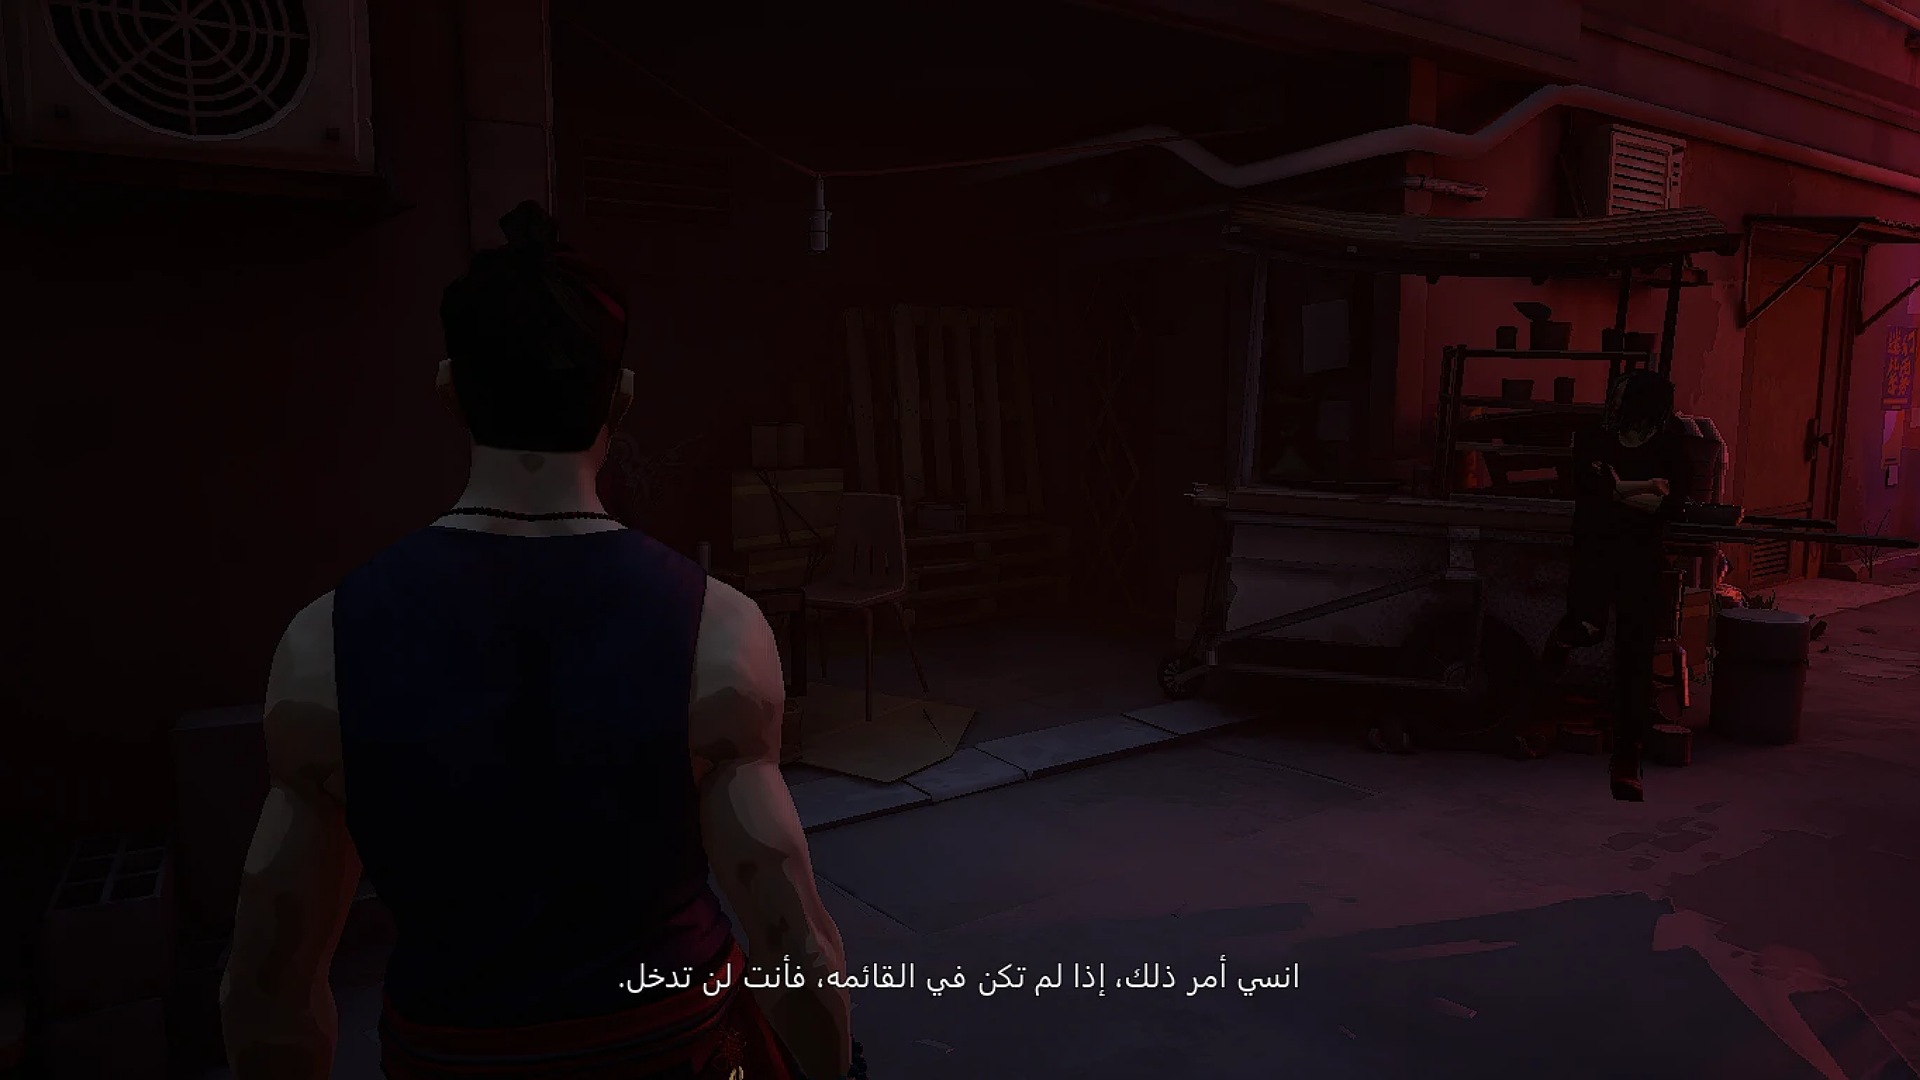 انسي أمر ذلك، إذا لم تكن في القائمه، فأنت لن تدخل.